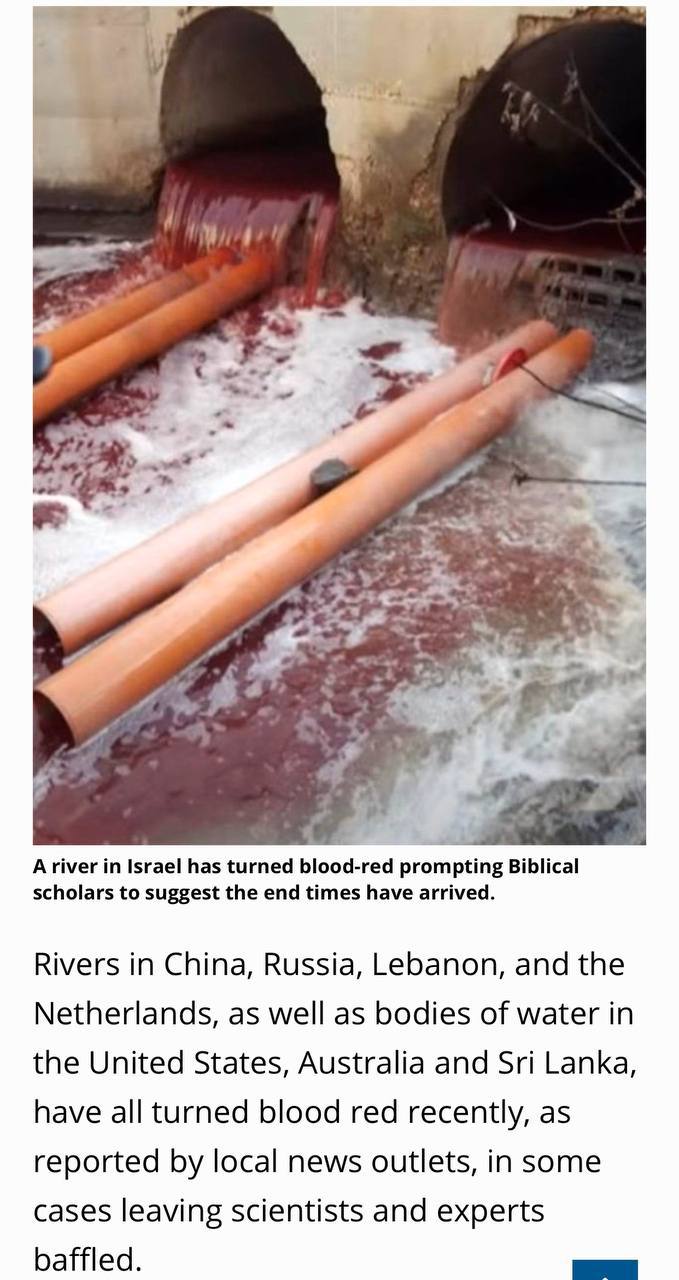 A river in Israel has turned blood-red prompting Biblical
scholars to suggest the end times have arrived.
Rivers in China, Russia, Lebanon, and the
Netherlands, as well as bodies of water in
the United States, Australia and Sri Lanka,
have all turned blood red recently, as
reported by local news outlets, in some
cases leaving scientists and experts
baffled.